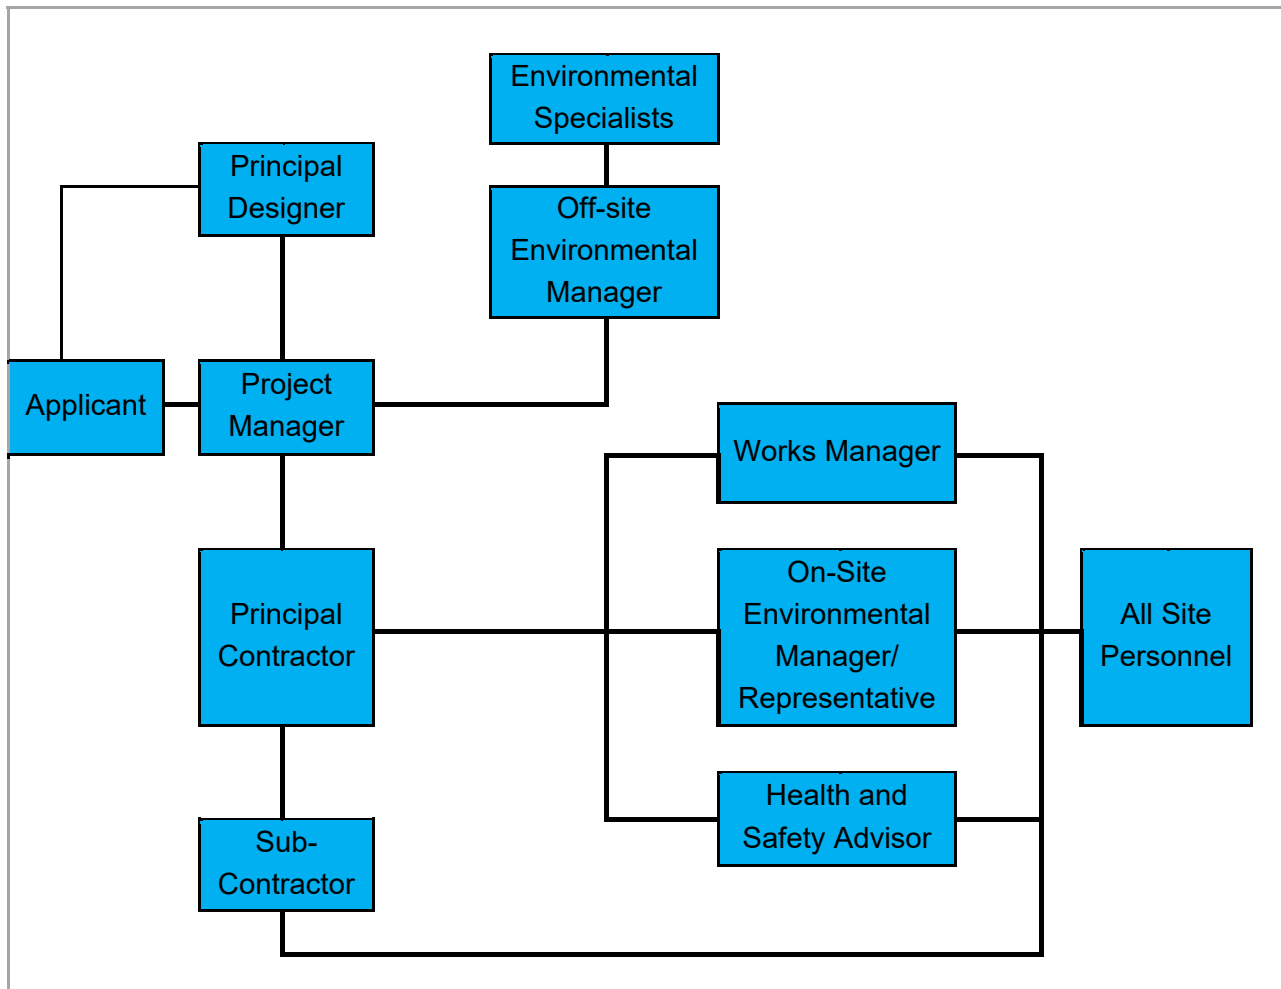 Environmental
Specialists
Principal
Designer
Off-site
Environmental
Manager
Applicant
Project
Manager
Works Manager
Principal
Contractor
On-Site
Environmental
Manager/
Representative
All Site
Personnel
Health and
Safety Advisor
Sub-
Contractor